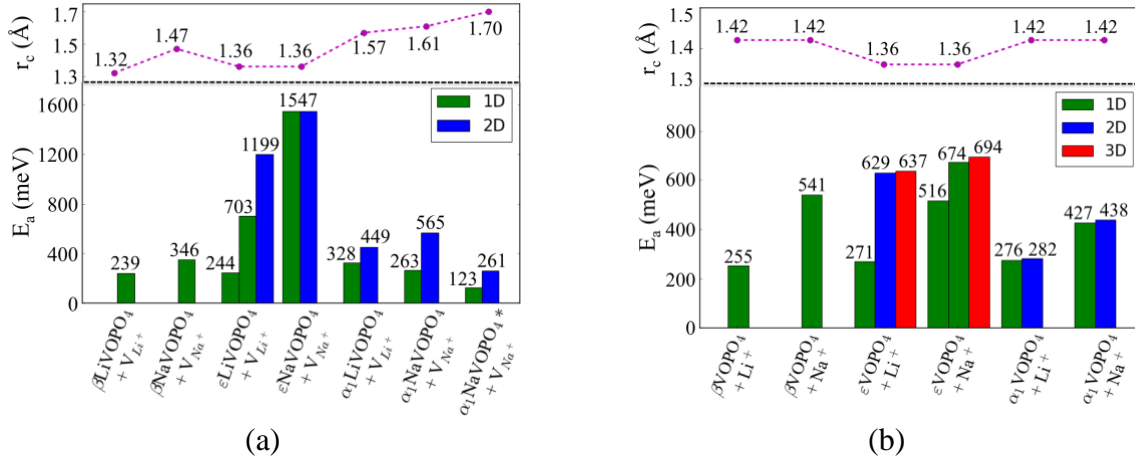 1.7
1.5
1.3
r_c (Å)
1.32
1.47
1.36
1.36
1.57
1.61
1.70
1600
1200
800
400
0
E_a (meV)
1D
2D
239
346
244
703
1199
1547
328
449
263
565
123
261
βLiVOPO4
+ V_Li+
βNaVOPO4
+ V_Na+
εLiVOPO4
+ V_Li+
εNaVOPO4
+ V_Na+
α1LiVOPO4
+ V_Li+
α1NaVOPO4
+ V_Na+
α1NaVOPO4*
+ V_Na+
(a)
1.5
1.4
1.3
r_c (Å)
1.42
1.42
1.36
1.36
1.42
1.42
800
600
400
200
0
E_a (meV)
1D
2D
3D
255
541
271
629
637
516
674
694
276
282
427
438
βVOPO4
+ Li+
βVOPO4
+ Na+
εVOPO4
+ Li+
εVOPO4
+ Na+
α1VOPO4
+ Li+
α1VOPO4
+ Na+
(b)